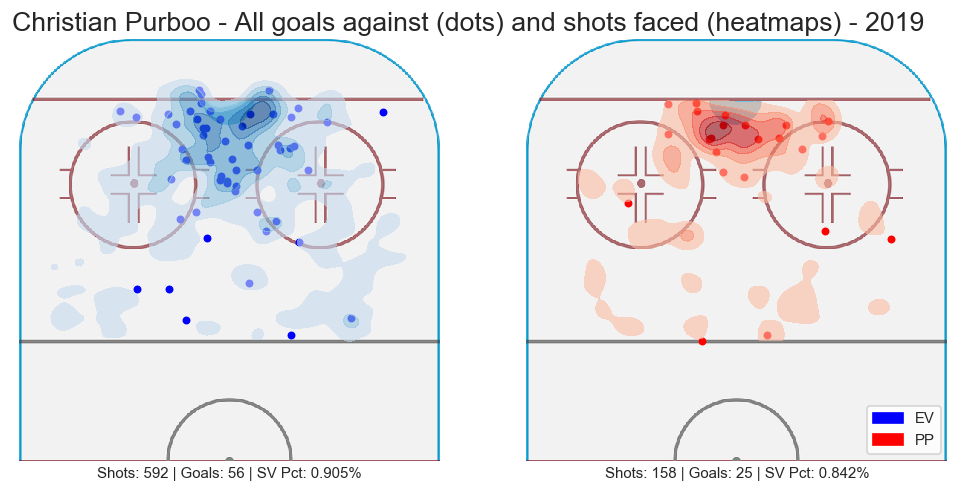 Christian Purboo - All goals against (dots) and shots faced (heatmaps) - 2019
EV
PP
Shots: 592 | Goals: 56 | SV Pct: 0.905%
Shots: 158 | Goals: 25 | SV Pct: 0.842%